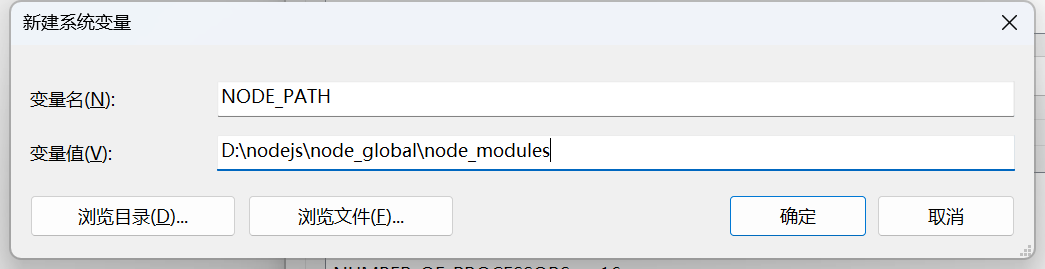 新建系统变量
变量名(N):
NODE_PATH
变量值(V):
D:\nodejs\node_global\node_modules
浏览目录(D)...
浏览文件(F)...
确定
取消